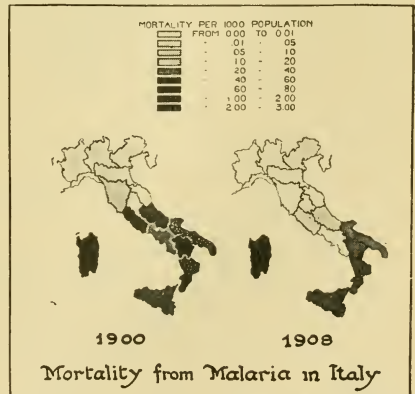 MORTALITY PER 1000 POPULATION
FROM 0.00 TO 0.01
" .01 - 05
" 05 - 10
" 10 - 20
" 20 - 40
" 40 - 60
" 60 - 80
" 1.00 - 2.00
" 2.00 - 3.00
1900 1908
Mortality from Malaria in Italy